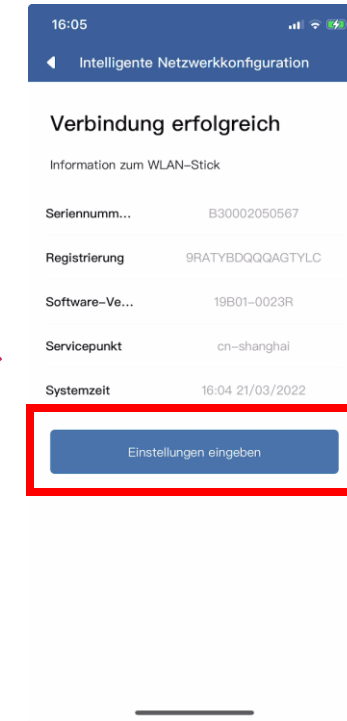 16:05
Intelligente Netzwerkkonfiguration
Verbindung erfolgreich
Information zum WLAN-Stick
Seriennumm... B30002050567
Registrierung 9RATYBDQQQAGTYLC
Software-Ve... 19B01-0023R
Servicepunkt cn-shanghai
Systemzeit 16:04 21/03/2022
Einstellungen eingeben